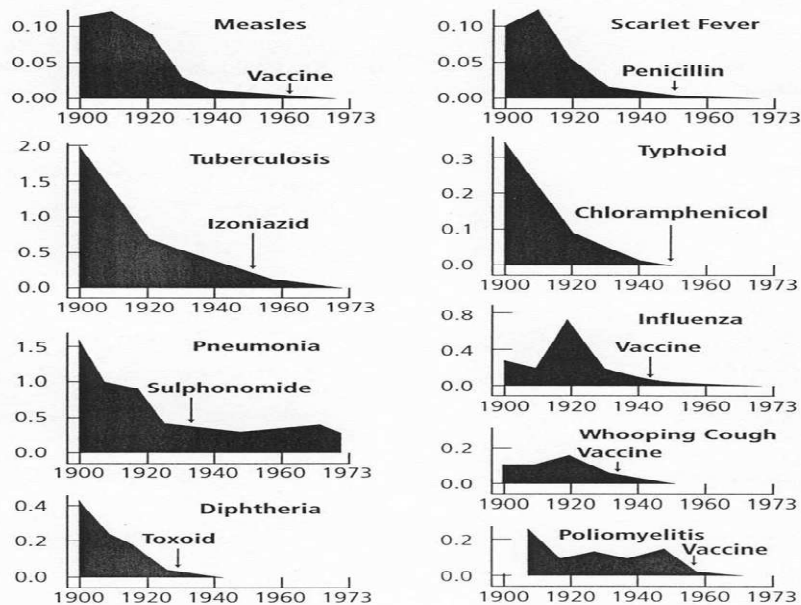 Measles
0.10
0.05
0.00
Vaccine
1900 1920 1940 1960 1973
Scarlet Fever
0.10
0.05
0.00
Penicillin
1900 1920 1940 1960 1973
Tuberculosis
2.0
1.5
1.0
0.5
0.0
Izoniazid
1900 1920 1940 1960 1973
Typhoid
0.3
0.2
0.1
0.0
Chloramphenicol
1900 1920 1940 1960 1973
Pneumonia
1.5
1.0
0.5
0.0
Sulphonomide
1900 1920 1940 1960 1973
Influenza
0.8
0.4
0.0
Vaccine
1900 1920 1940 1960 1973
Whooping Cough
0.2
0.0
Vaccine
1900 1920 1940 1960 1973
Diphtheria
0.4
0.2
0.0
Toxoid
1900 1920 1940 1960 1973
Poliomyelitis
0.2
0.0
Vaccine
1900 1920 1940 1960 1973